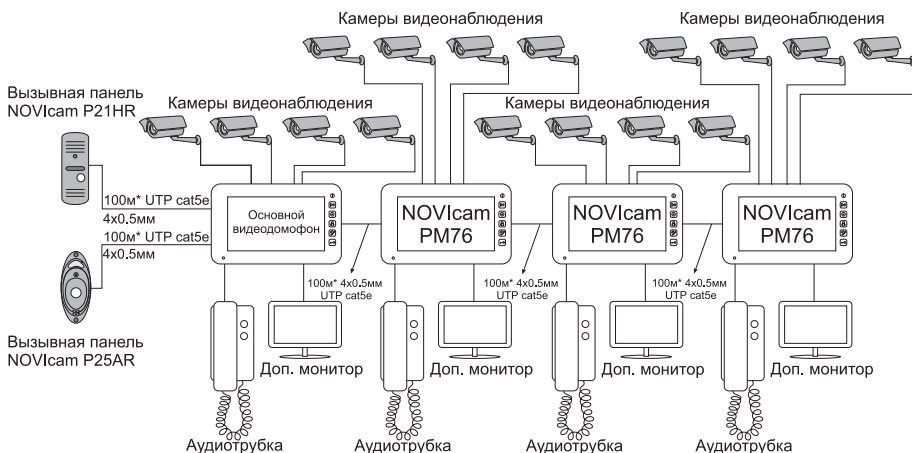 Камеры видеонаблюдения
Камеры видеонаблюдения
Вызывная панель
NOVIcam P21HR
Камеры видеонаблюдения
Камеры видеонаблюдения
100м* UTP cat5e
4x0.5мм
100м* UTP cat5e
4x0.5мм
Основной
видеодомофон
NOVIcam
PM76
NOVIcam
PM76
NOVIcam
PM76
100м* 4x0.5мм
UTP cat5e
100м* 4x0.5мм
UTP cat5e
100м* 4x0.5мм
UTP cat5e
Вызывная панель
NOVIcam P25AR
Доп. монитор
Доп. монитор
Доп. монитор
Доп. монитор
Аудиотрубка
Аудиотрубка
Аудиотрубка
Аудиотрубка